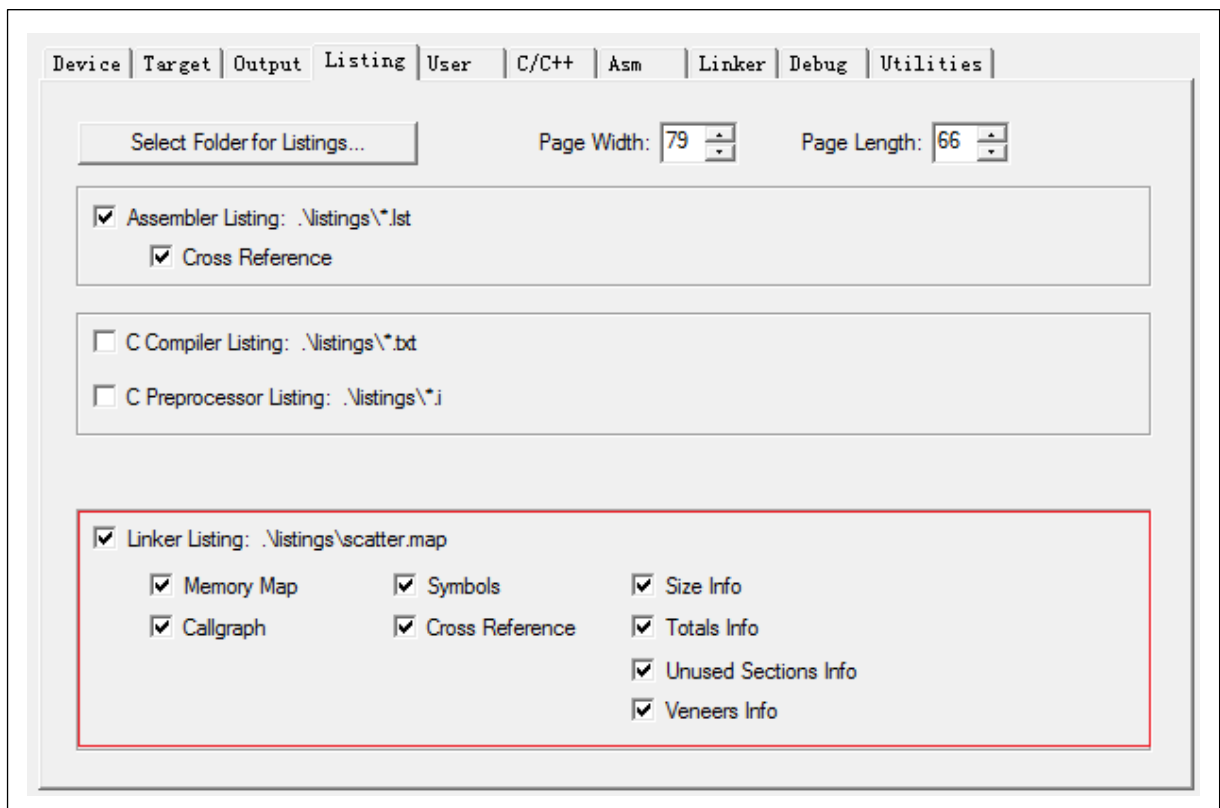 Device Target Output Listing User C/C++ Asm Linker Debug Utilities
Select Folder for Listings... Page Width: 79 Page Length: 66
Assembler Listing: .\listings\*.lst
Cross Reference
C Compiler Listing: .\listings\*.txt
C Preprocessor Listing: .\listings\*.i
Linker Listing: .\listings\scatter.map
Memory Map Symbols Size Info
Callgraph Cross Reference Totals Info
Unused Sections Info
Veneers Info